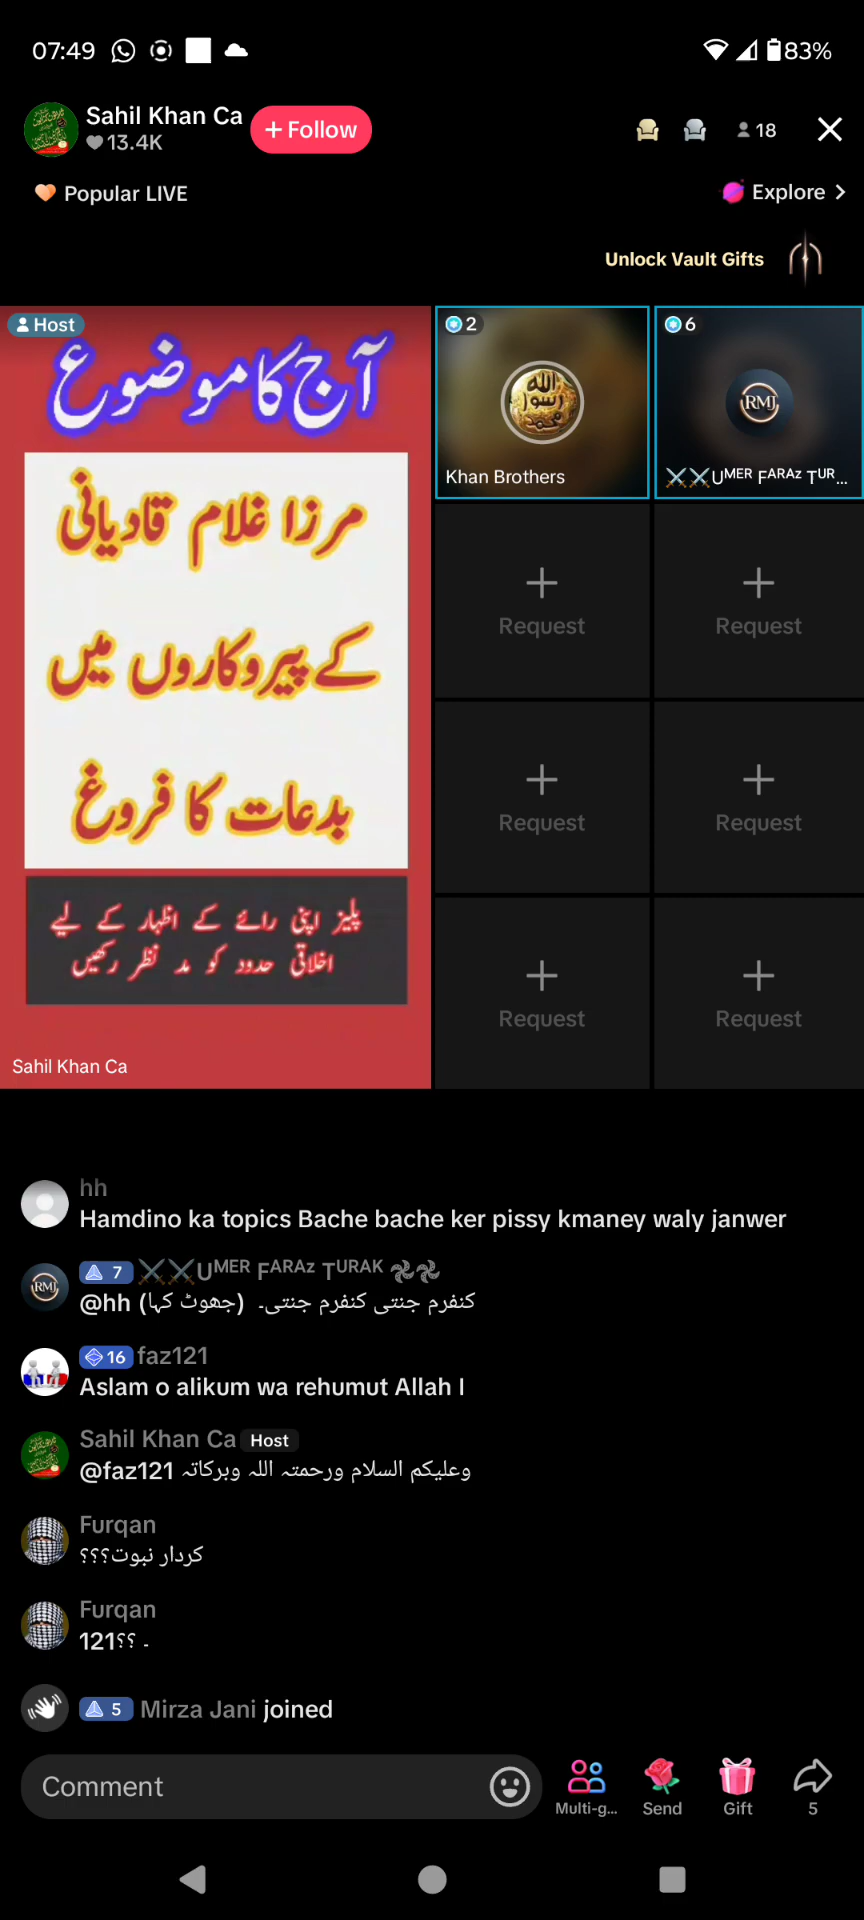 07:49
83%
Sahil Khan Ca
13.4K
+ Follow
18
Popular LIVE
Explore >
Unlock Vault Gifts
Host
آج کا موضوع
مرزا غلام قادیانی
کے پیروکاروں میں
بدعات کا فروغ
پلیز اپنی رائے کے اظہار کے لیے
اخلاقی حدود کو مد نظر رکھیں
Sahil Khan Ca
2
الله
رسول
محمد
Khan Brothers
6
RMJ
⚔️⚔️Uᴹᴱᴿ Fᴬᴿᴬᶻ Tᵁᴿ...
Request
Request
Request
Request
Request
Request
hh
Hamdino ka topics Bache bache ker pissy kmaney waly janwer
RMJ
7 ⚔️⚔️Uᴹᴱᴿ Fᴬᴿᴬᶻ Tᵁᴿᴬᴷ
@hh (جھوٹ کہا) کنفرم جنتی کنفرم جنتی۔
16 faz121
Aslam o alikum wa rehumut Allah I
Sahil Khan Ca Host
@faz121 وعلیکم السلام ورحمتہ اللہ وبرکاتہ
Furqan
کردار نبوت؟؟؟
Furqan
121؟؟ ۔
5 Mirza Jani joined
Comment
Multi-g...
Send
Gift
5